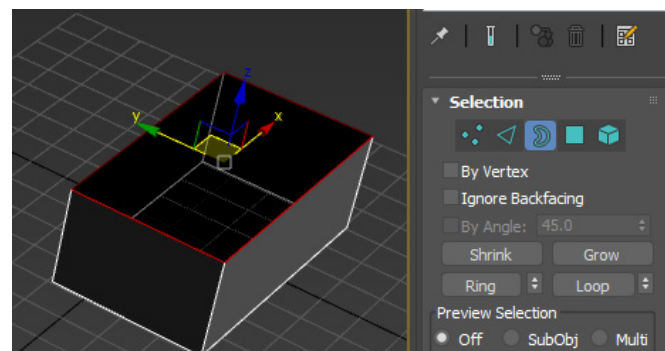 z
y
x
Selection
By Vertex
Ignore Backfacing
By Angle: 45.0
Shrink Grow
Ring Loop
Preview Selection
Off SubObj Multi